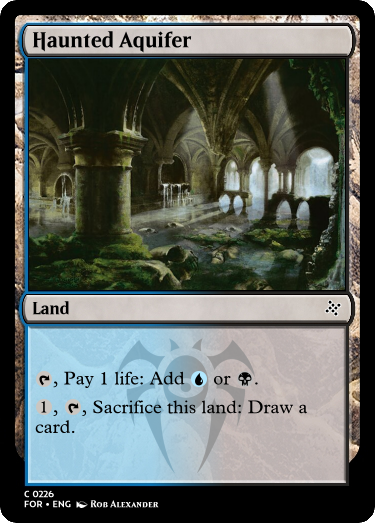 Haunted Aquifer
Land
, Pay 1 life: Add or .
1, , Sacrifice this land: Draw a
card.
C 0226
FOR • ENG Rob Alexander